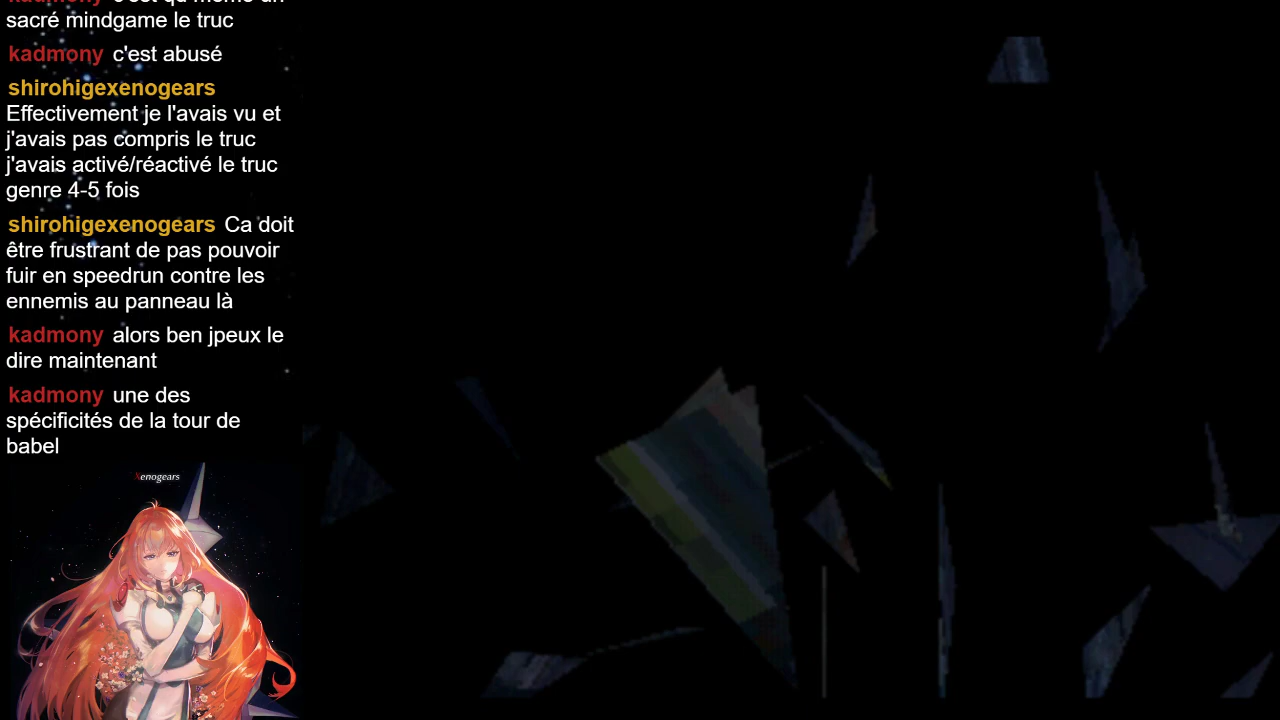 sacré mindgame le truc
kadmony c'est abusé
shirohigexenogears
Effectivement je l'avais vu et
j'avais pas compris le truc
j'avais activé/réactivé le truc
genre 4-5 fois
shirohigexenogears Ca doit
être frustrant de pas pouvoir
fuir en speedrun contre les
ennemis au panneau là
kadmony alors ben jpeux le
dire maintenant
kadmony une des
spécificités de la tour de
babel
Xenogears